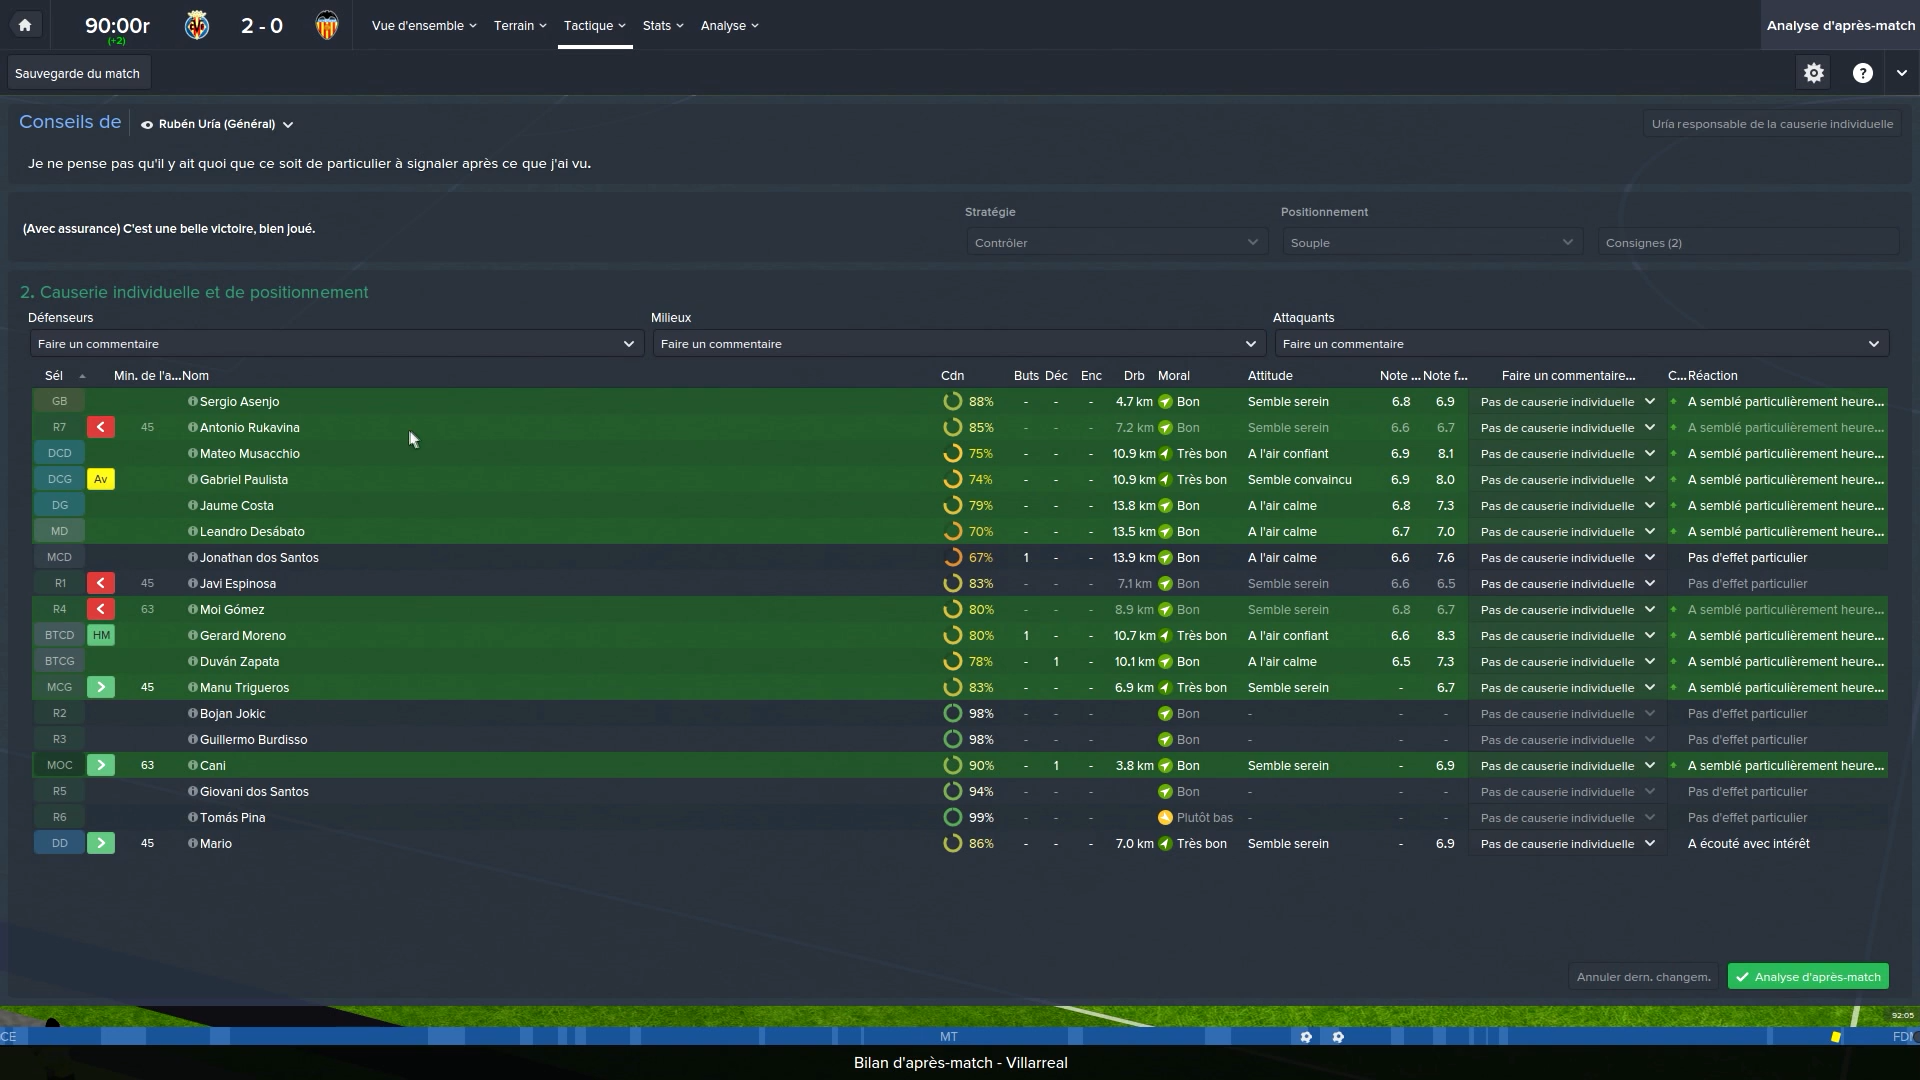 90:00r 2 - 0 Vue d'ensemble Terrain Tactique Stats Analyse Analyse d'après-match
(+2)
Sauvegarde du match ?
Conseils de Rubén Uría (Général) Uría responsable de la causerie individuelle
Je ne pense pas qu'il y ait quoi que ce soit de particulier à signaler après ce que j'ai vu.
Stratégie Positionnement
(Avec assurance) C'est une belle victoire, bien joué.
Contrôler Souple Consignes (2)
2. Causerie individuelle et de positionnement
Défenseurs Milieux Attaquants
Faire un commentaire Faire un commentaire Faire un commentaire
Sél Min. de l'a... Nom Cdn Buts Déc Enc Drb Moral Attitude Note ... Note f... Faire un commentaire... C... Réaction
GB Sergio Asenjo 88% - - - 4.7 km Bon Semble serein 6.8 6.9 Pas de causerie individuelle A semblé particulièrement heure...
R7 45 Antonio Rukavina 85% - - - 7.2 km Bon Semble serein 6.6 6.7 Pas de causerie individuelle A semblé particulièrement heure...
DCD Mateo Musacchio 75% - - - 10.9 km Très bon A l'air confiant 6.9 8.1 Pas de causerie individuelle A semblé particulièrement heure...
DCG Av Gabriel Paulista 74% - - - 10.9 km Très bon Semble convaincu 6.9 8.0 Pas de causerie individuelle A semblé particulièrement heure...
DG Jaume Costa 79% - - - 13.8 km Bon A l'air calme 6.8 7.3 Pas de causerie individuelle A semblé particulièrement heure...
MD Leandro Desábato 70% - - - 13.5 km Bon A l'air calme 6.7 7.0 Pas de causerie individuelle A semblé particulièrement heure...
MCD Jonathan dos Santos 67% 1 - - 13.9 km Bon A l'air calme 6.6 7.6 Pas de causerie individuelle Pas d'effet particulier
R1 45 Javi Espinosa 83% - - - 7.1 km Bon Semble serein 6.6 6.5 Pas de causerie individuelle Pas d'effet particulier
R4 63 Moi Gómez 80% - - - 8.9 km Bon Semble serein 6.8 6.7 Pas de causerie individuelle A semblé particulièrement heure...
BTCD HM Gerard Moreno 80% 1 - - 10.7 km Très bon A l'air confiant 6.6 8.3 Pas de causerie individuelle A semblé particulièrement heure...
BTCG Duván Zapata 78% - 1 - 10.1 km Bon A l'air calme 6.5 7.3 Pas de causerie individuelle A semblé particulièrement heure...
MCG 45 Manu Trigueros 83% - - - 6.9 km Très bon Semble serein - 6.7 Pas de causerie individuelle A semblé particulièrement heure...
R2 Bojan Jokic 98% - - - Bon - - - Pas de causerie individuelle Pas d'effet particulier
R3 Guillermo Burdisso 98% - - - Bon - - - Pas de causerie individuelle Pas d'effet particulier
MOC 63 Cani 90% - 1 - 3.8 km Bon Semble serein - 6.9 Pas de causerie individuelle A semblé particulièrement heure...
R5 Giovani dos Santos 94% - - - Bon - - - Pas de causerie individuelle Pas d'effet particulier
R6 Tomás Pina 99% - - - Plutôt bas - - - Pas de causerie individuelle Pas d'effet particulier
DD 45 Mario 86% - - - 7.0 km Très bon Semble serein - 6.9 Pas de causerie individuelle A écouté avec intérêt
Annuler dern. changem. Analyse d'après-match
92:05
CE MT FDM
Bilan d'après-match - Villarreal